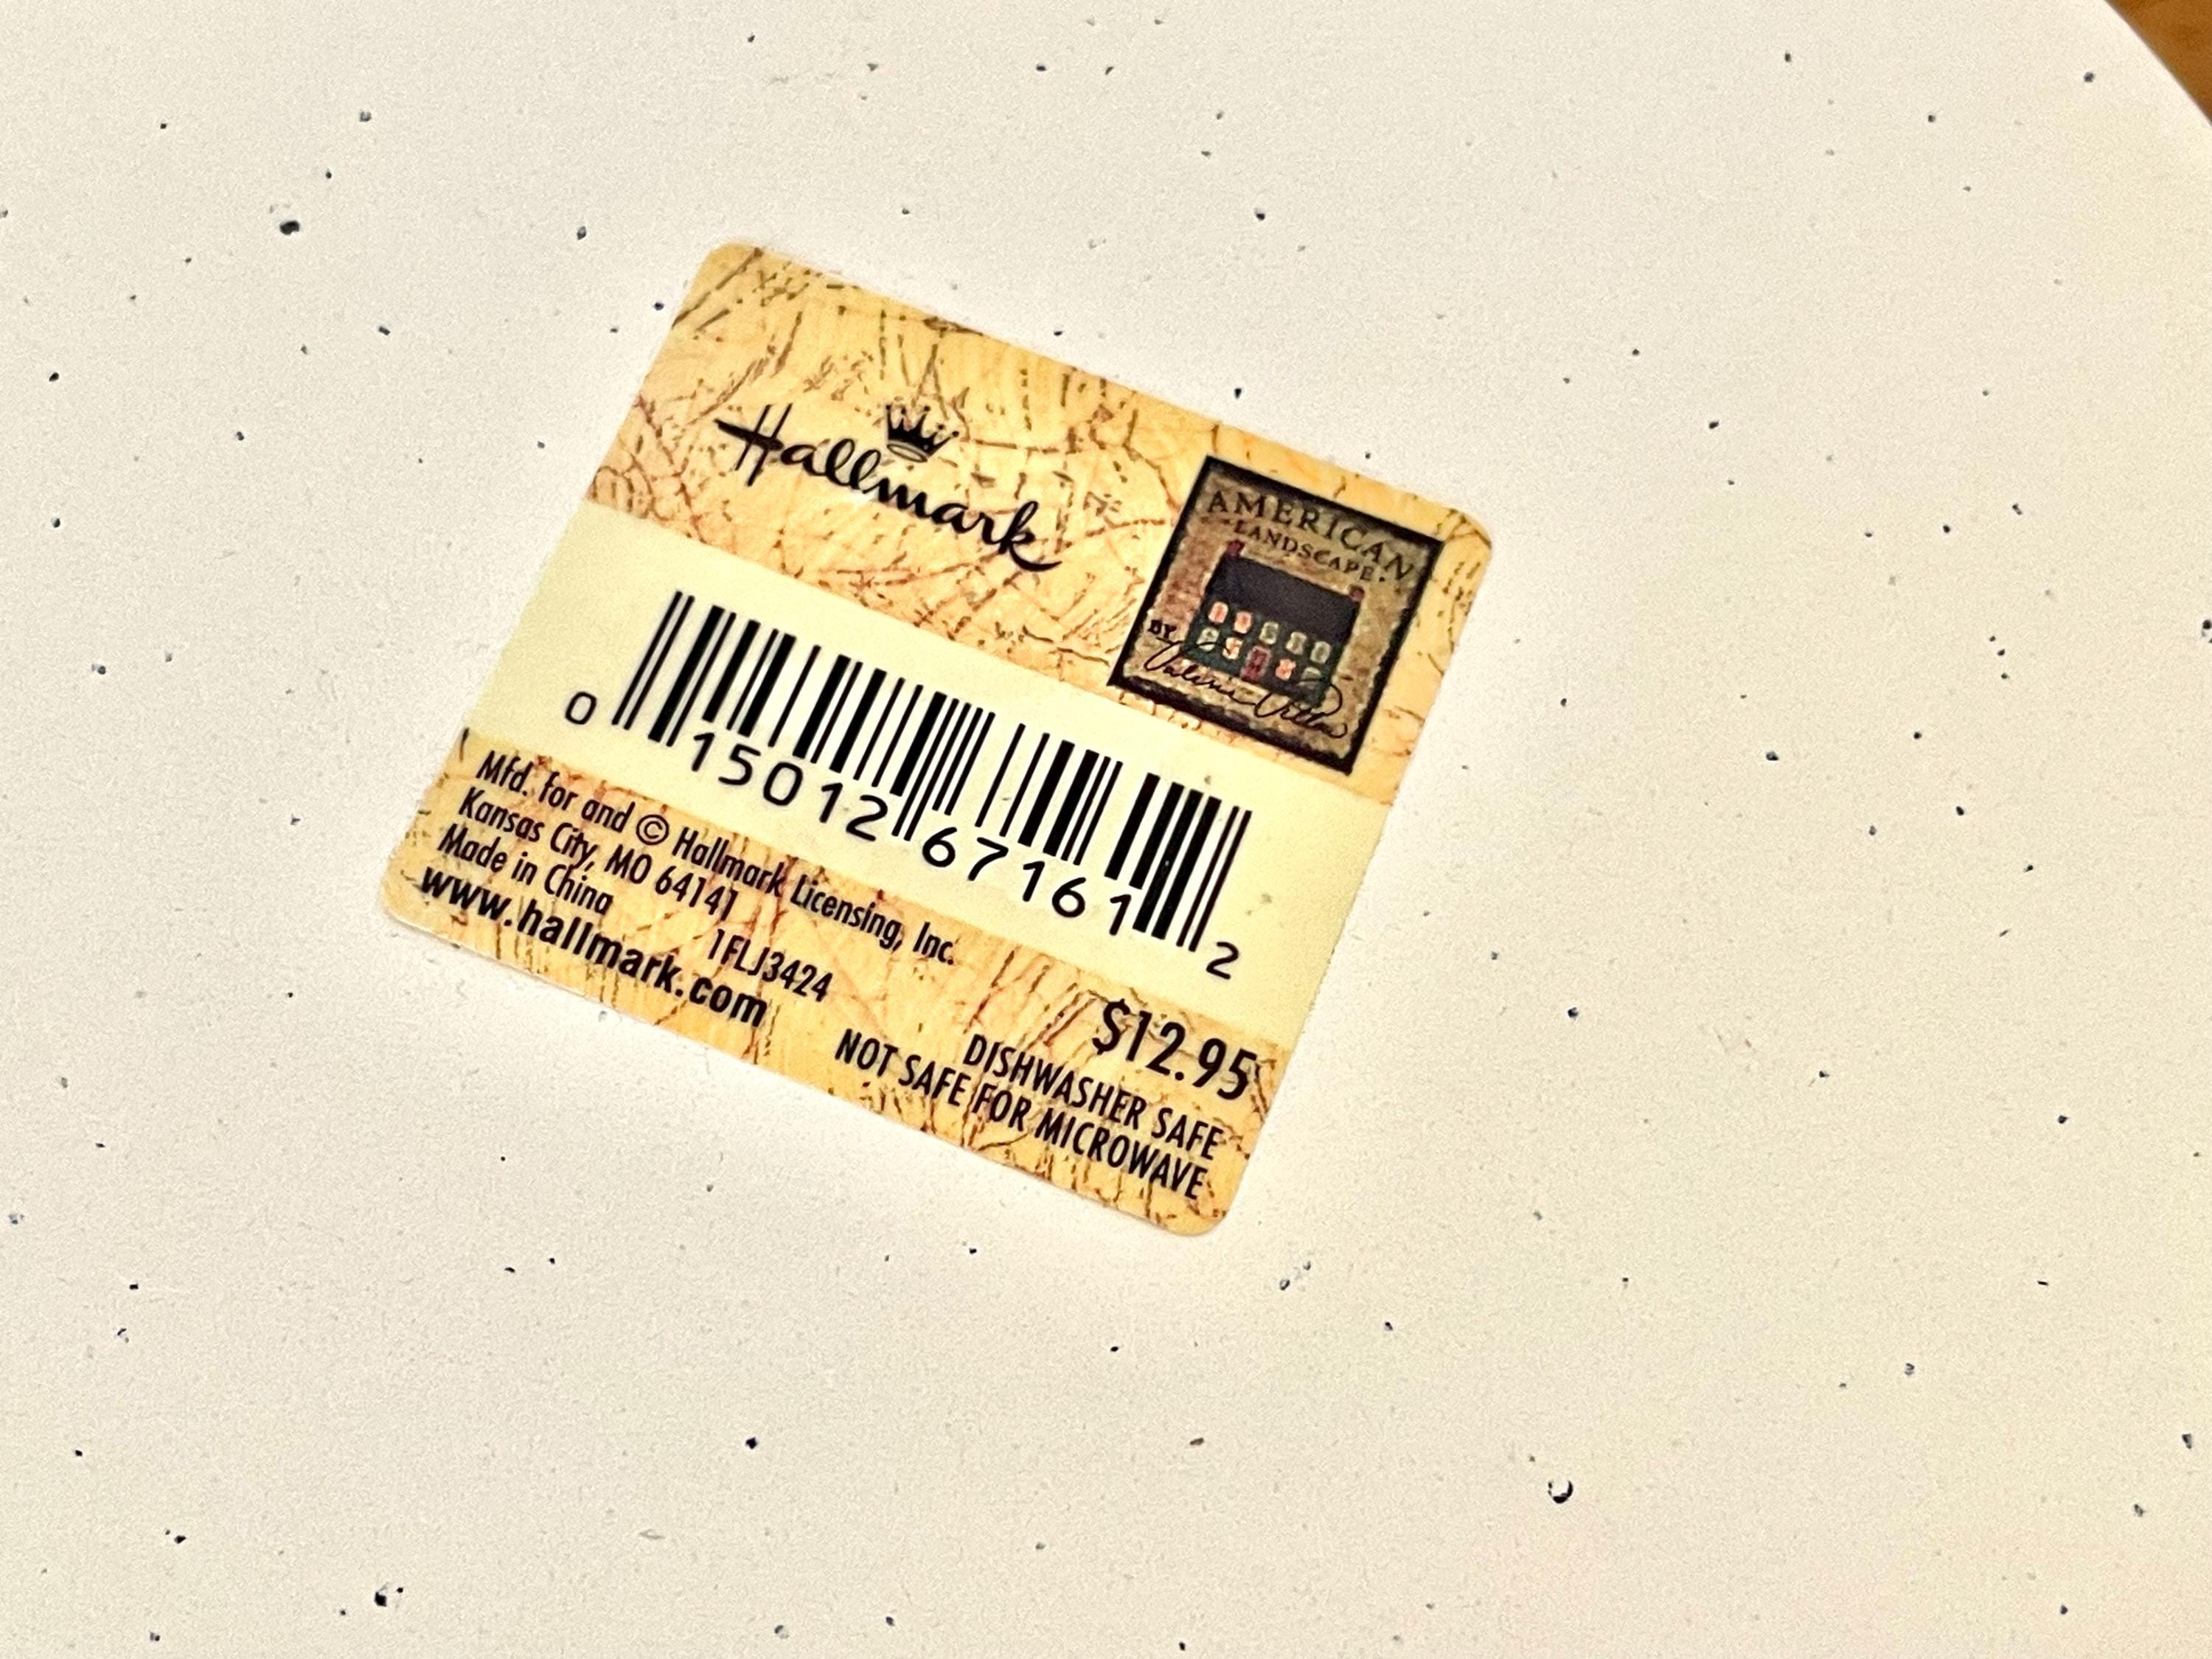 Hallmark
AMERICAN
LANDSCAPE
BY
0 15012 67161 2
Mfd. for and © Hallmark Licensing, Inc.
Kansas City, MO 64141
Made in China 1FLJ3424
www.hallmark.com
$12.95
DISHWASHER SAFE
NOT SAFE FOR MICROWAVE